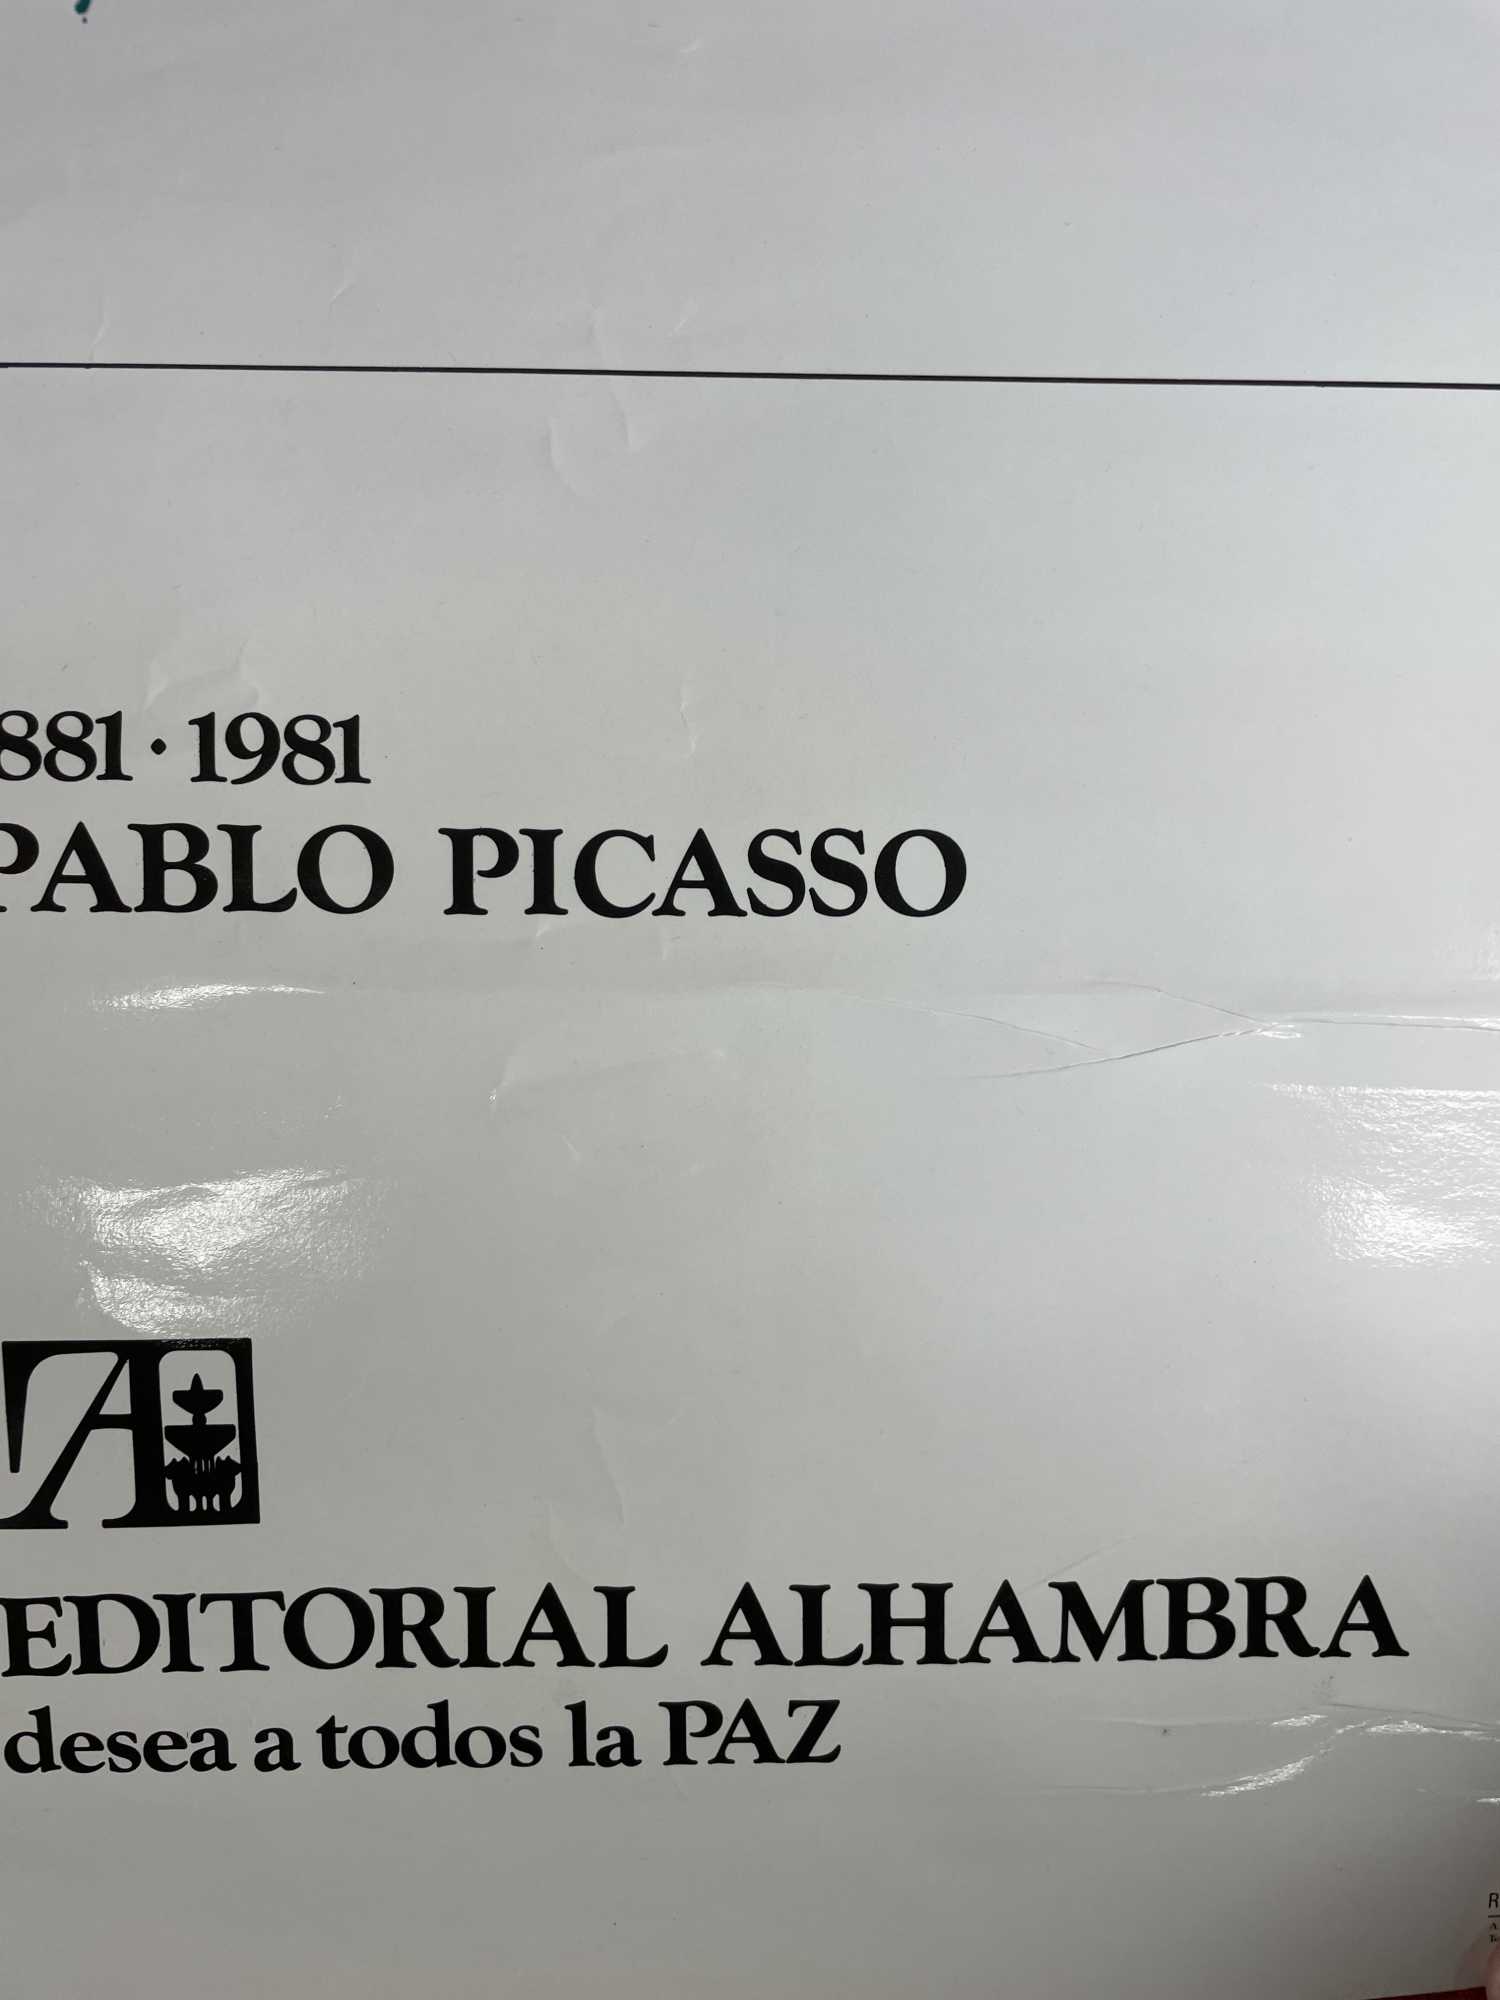 881 · 1981
PABLO PICASSO
A
EDITORIAL ALHAMBRA
desea a todos la PAZ